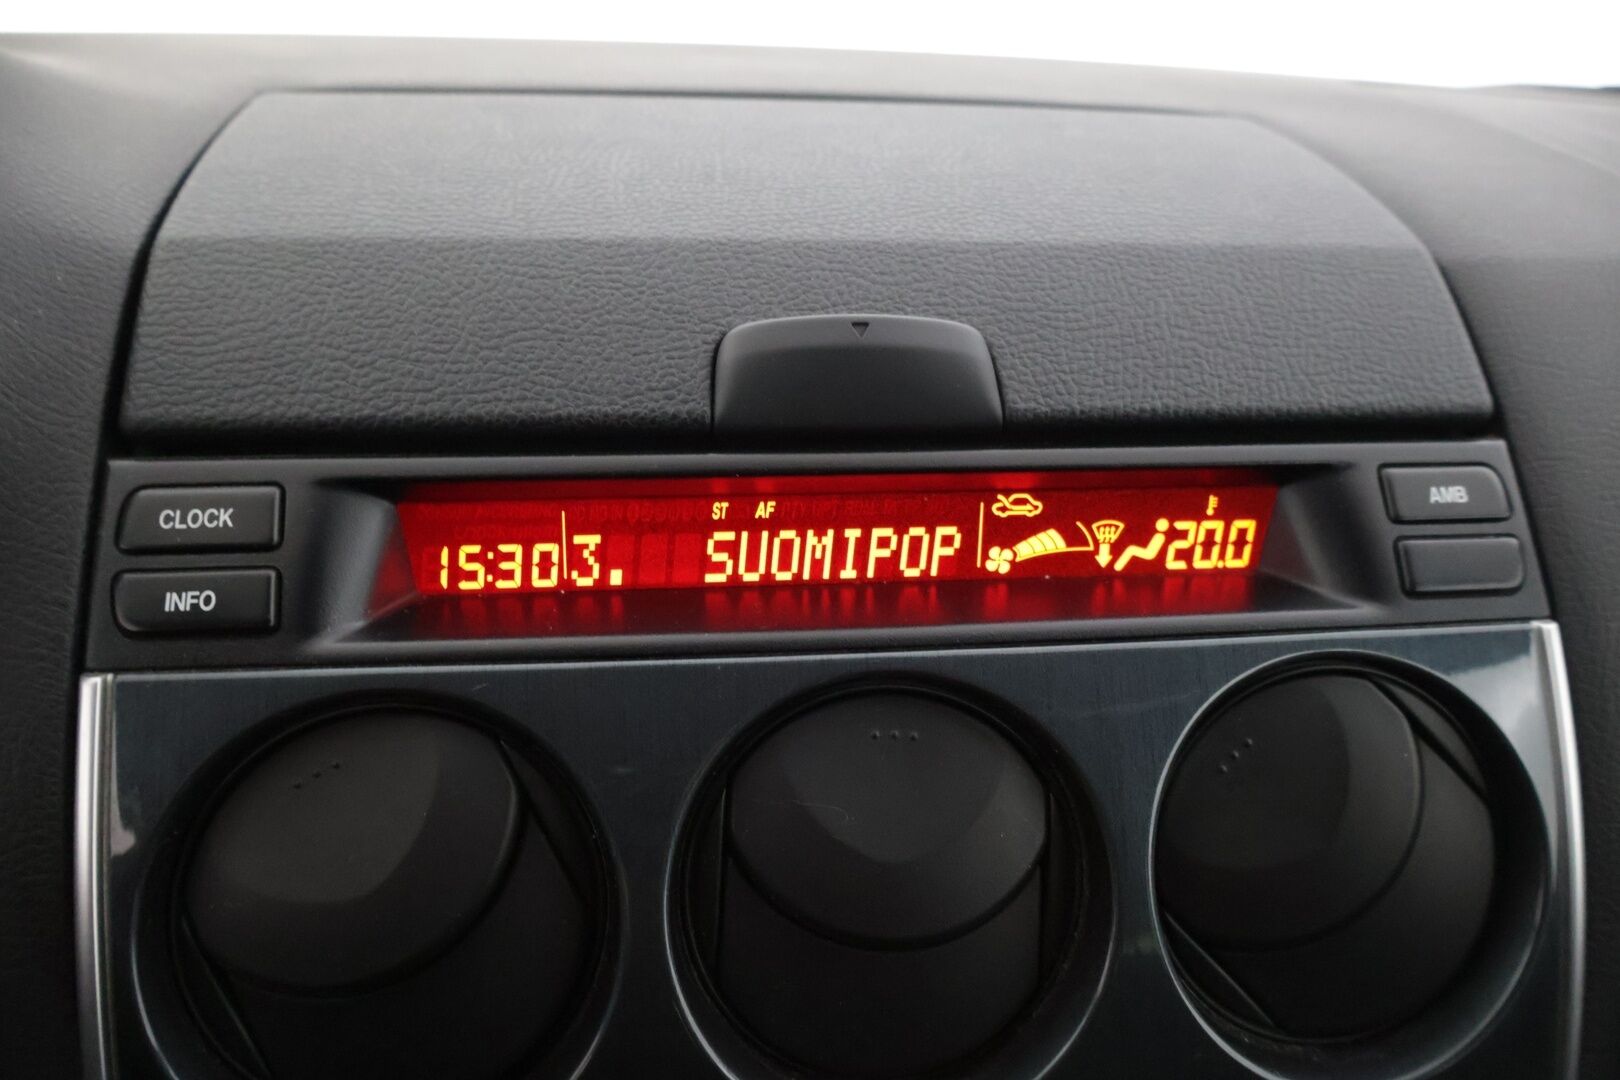 CLOCK
INFO
ST AF
15:30 3. SUOMIPOP 20.0
AMB